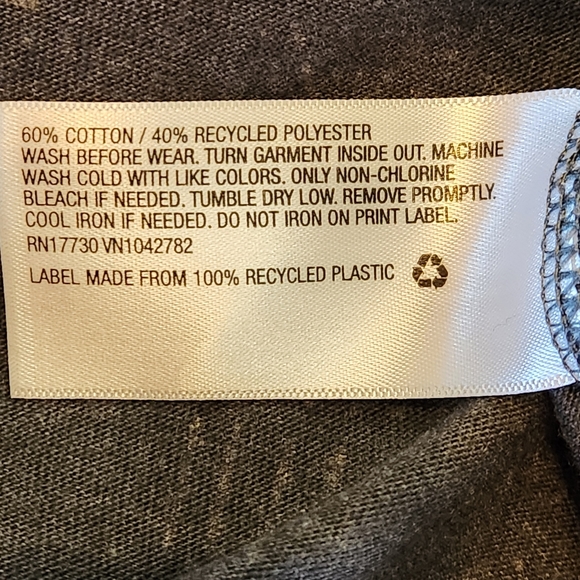 60% COTTON / 40% RECYCLED POLYESTER
WASH BEFORE WEAR. TURN GARMENT INSIDE OUT. MACHINE
WASH COLD WITH LIKE COLORS. ONLY NON-CHLORINE
BLEACH IF NEEDED. TUMBLE DRY LOW. REMOVE PROMPTLY.
COOL IRON IF NEEDED. DO NOT IRON ON PRINT LABEL.
RN17730 VN1042782
LABEL MADE FROM 100% RECYCLED PLASTIC